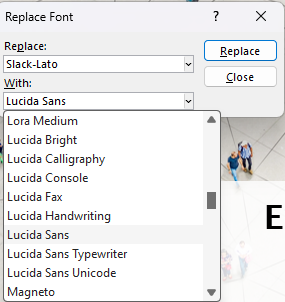 Replace Font
Replace:
Slack-Lato
Replace
With:
Close
Lucida Sans
Lora Medium
Lucida Bright
Lucida Calligraphy
Lucida Console
Lucida Fax
Lucida Handwriting
Lucida Sans
Lucida Sans Typewriter
Lucida Sans Unicode
Magneto
E